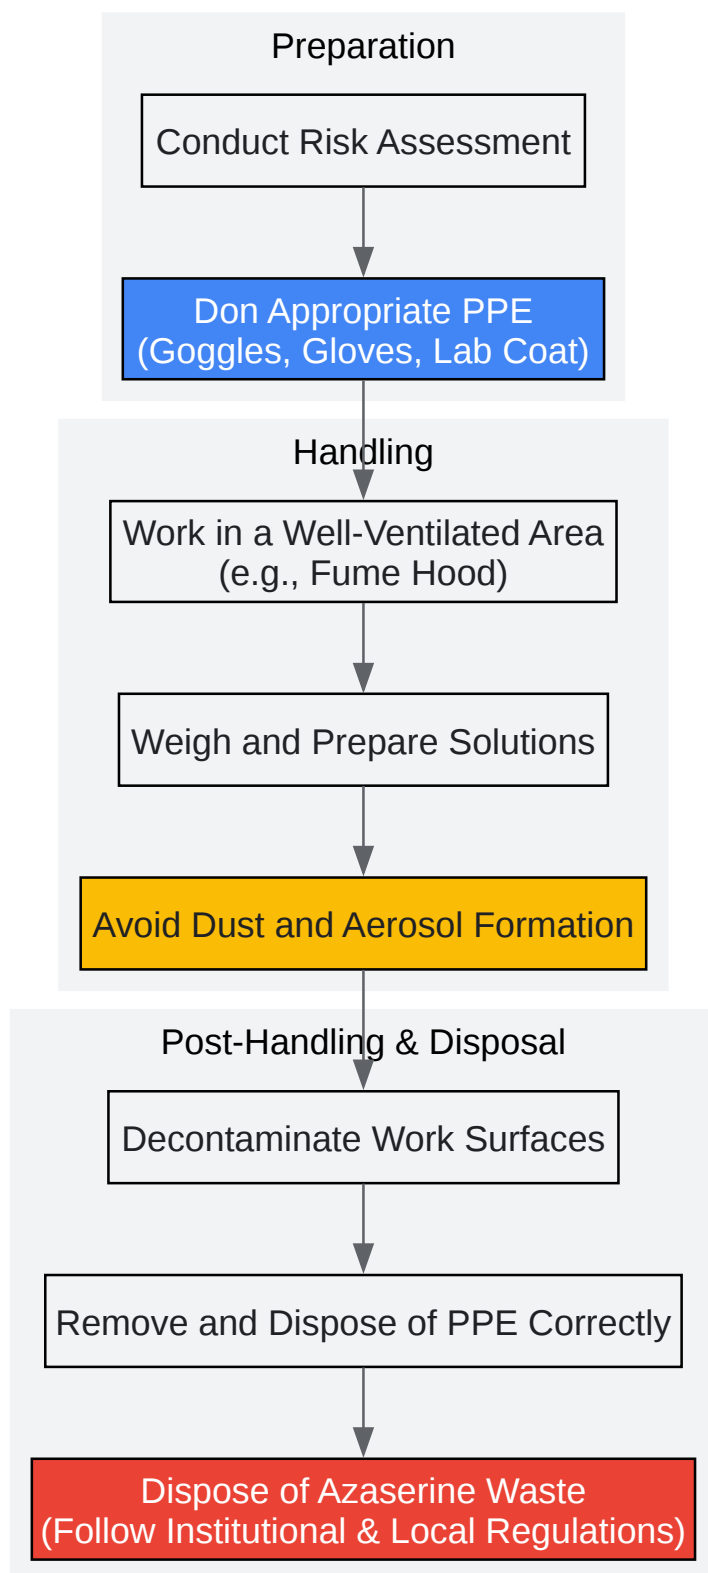 Preparation
Conduct Risk Assessment
Don Appropriate PPE
(Goggles, Gloves, Lab Coat)
Handling
Work in a Well-Ventilated Area
(e.g., Fume Hood)
Weigh and Prepare Solutions
Avoid Dust and Aerosol Formation
Post-Handling & Disposal
Decontaminate Work Surfaces
Remove and Dispose of PPE Correctly
Dispose of Azaserine Waste
(Follow Institutional & Local Regulations)